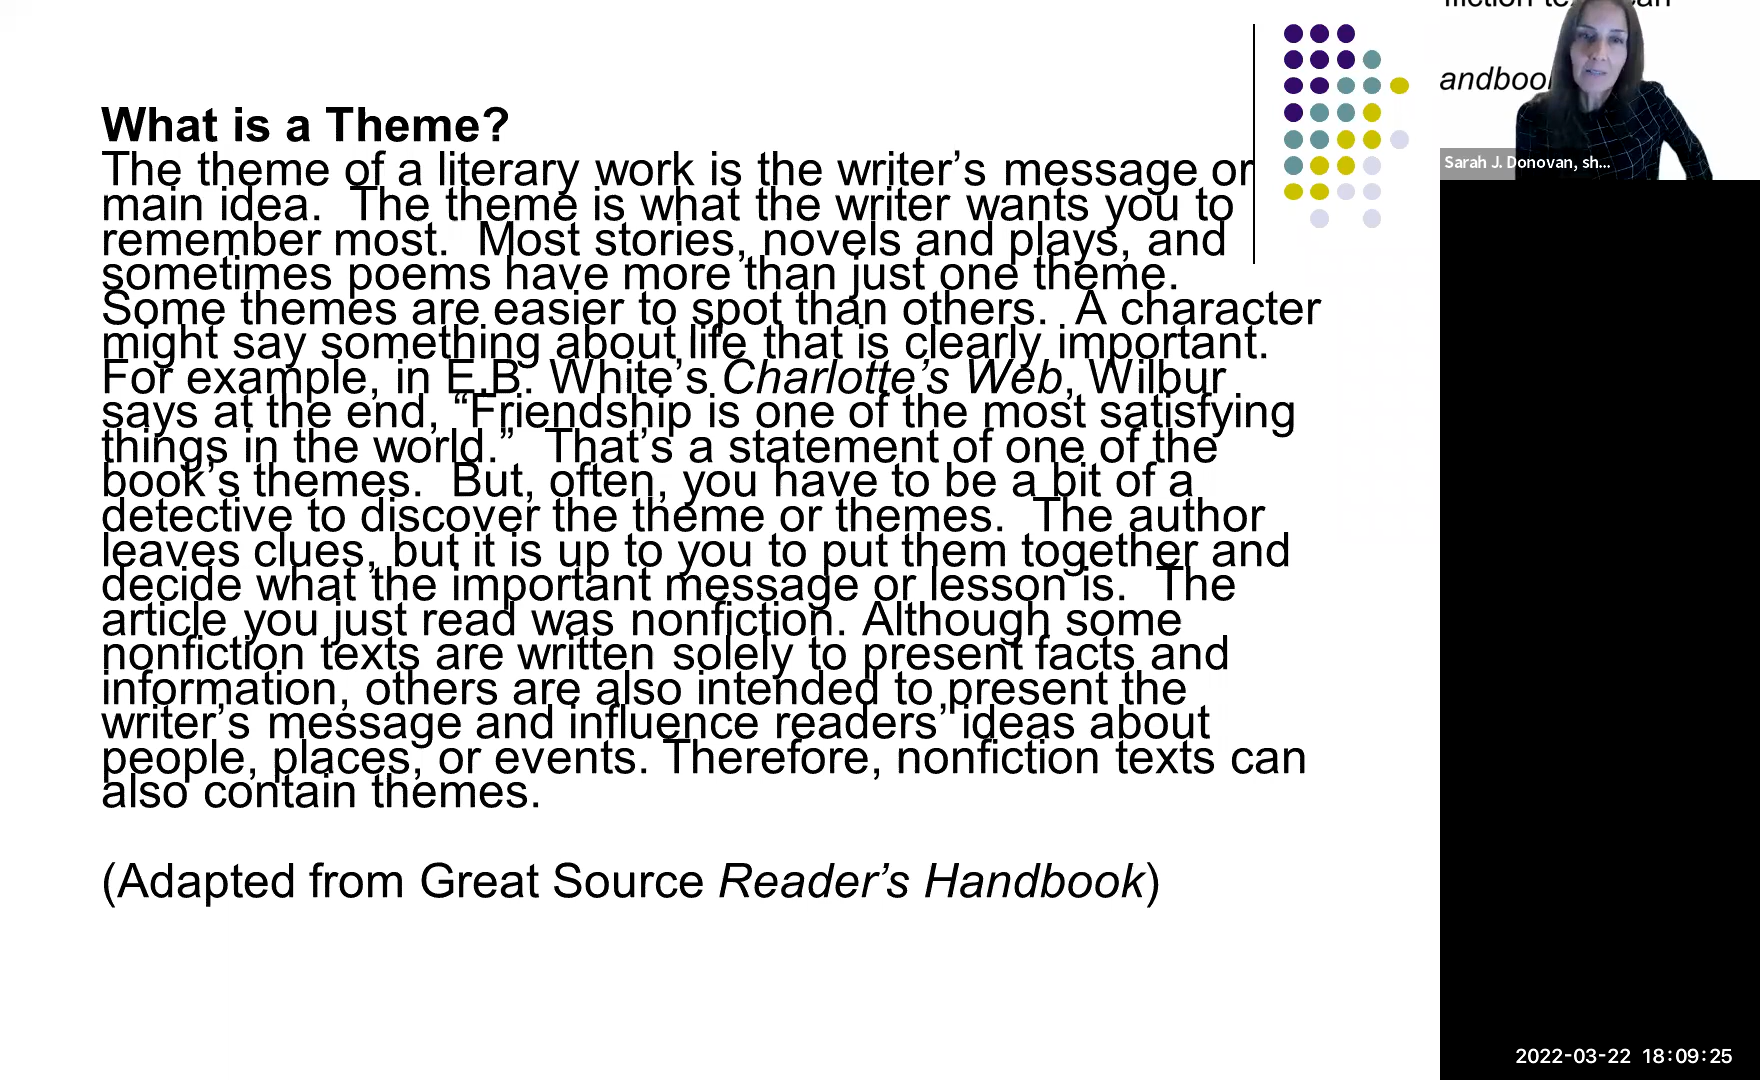 What is a Theme?
The theme of a literary work is the writer’s message or
main idea.  The theme is what the writer wants you to
remember most.  Most stories, novels and plays, and
sometimes poems have more than just one theme.
Some themes are easier to spot than others.  A character
might say something about life that is clearly important.
For example, in E.B. White’s Charlotte’s Web, Wilbur
says at the end, “Friendship is one of the most satisfying
things in the world.”  That’s a statement of one of the
book’s themes.  But, often, you have to be a bit of a
detective to discover the theme or themes.  The author
leaves clues, but it is up to you to put them together and
decide what the important message or lesson is.  The
article you just read was nonfiction. Although some
nonfiction texts are written solely to present facts and
information, others are also intended to present the
writer’s message and influence readers’ ideas about
people, places, or events. Therefore, nonfiction texts can
also contain themes.
(Adapted from Great Source Reader’s Handbook)
Sarah J. Donovan, sh...
2022-03-22 18:09:25